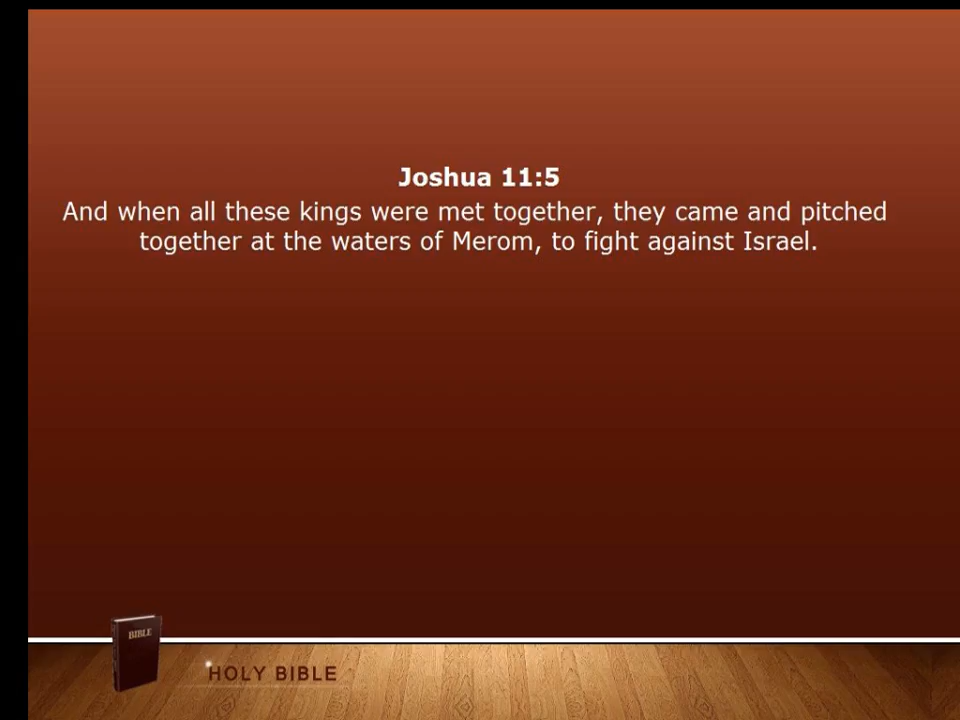 Joshua 11:5
And when all these kings were met together, they came and pitched
together at the waters of Merom, to fight against Israel.
BIBLE
HOLY BIBLE